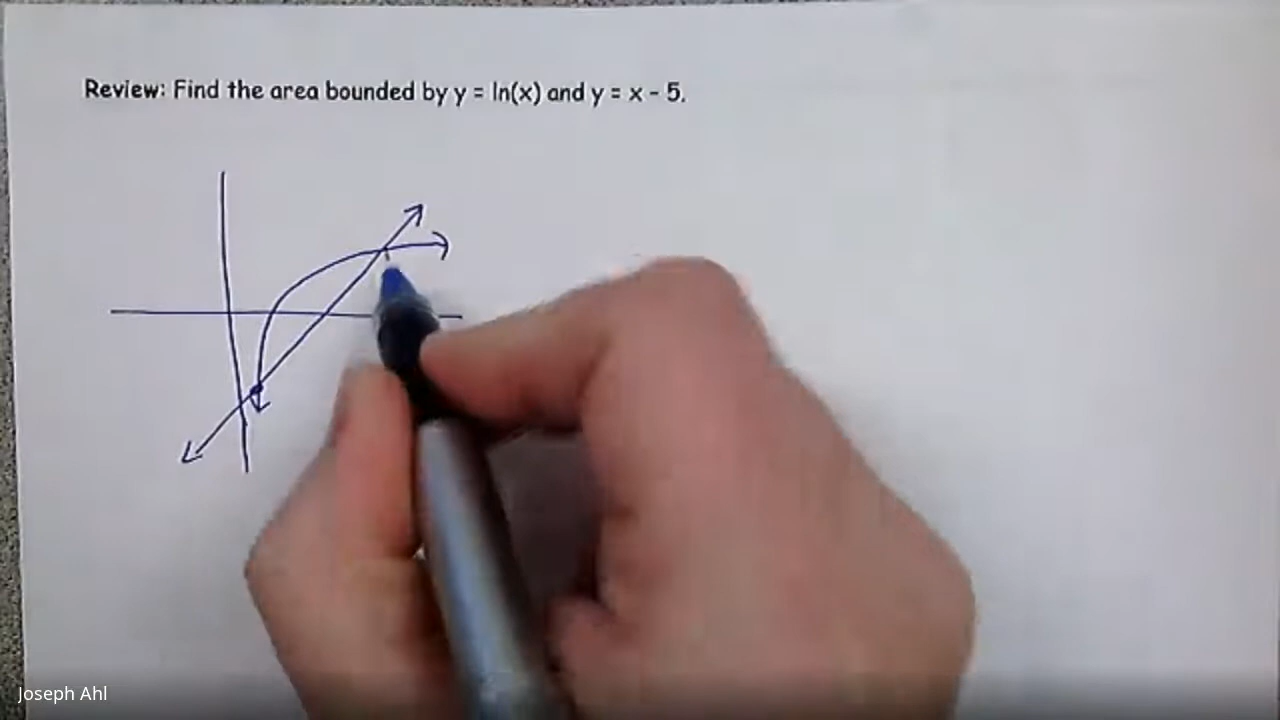 Review: Find the area bounded by y = ln(x) and y = x - 5.
Joseph Ahl